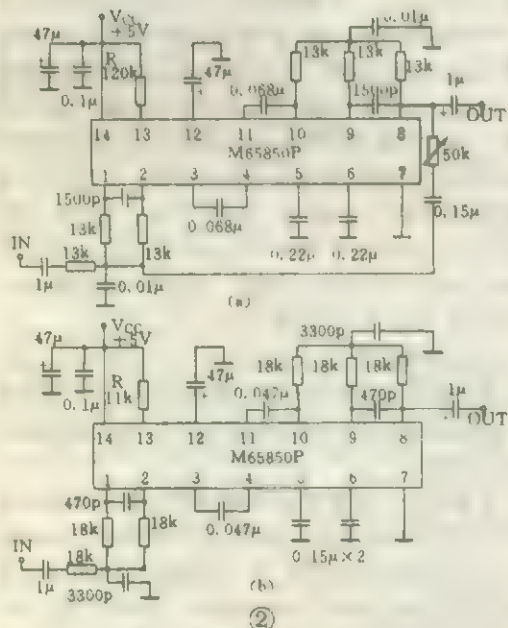 VCC 0.01μ
+5V
47μ
R 13k 13k
120k 47μ 13k 1μ
0.1μ 0.068μ 1500p
OUT
14 13 12 11 10 9 8
M65850P 50k
1 2 3 4 5 6 7
1500p 0.15μ
13k 0.068μ
IN 13k 13k 0.22μ 0.22μ
1μ 0.01μ
(a)
VCC 3300p
+5V
47μ
R 47μ 18k 18k 18k
11k 1μ
0.1μ 0.047μ 470p
OUT
14 13 12 11 10 9 8
M65850P
1 2 3 4 5 6 7
470p
18k 18k 0.047μ
IN 18k 0.15μ×2
1μ 3300p (b)
②